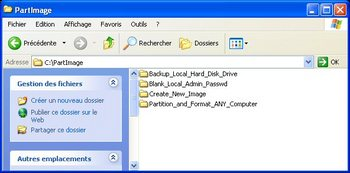 PartImage
Fichier Edition Affichage Favoris Outils ?
Précédente Rechercher Dossiers
Adresse C:\PartImage OK
Gestion des fichiers
Créer un nouveau dossier
Publier ce dossier sur le Web
Partager ce dossier
Autres emplacements
Backup_Local_Hard_Disk_Drive
Blank_Local_Admin_Passwd
Create_New_Image
Partition_and_Format_ANY_Computer